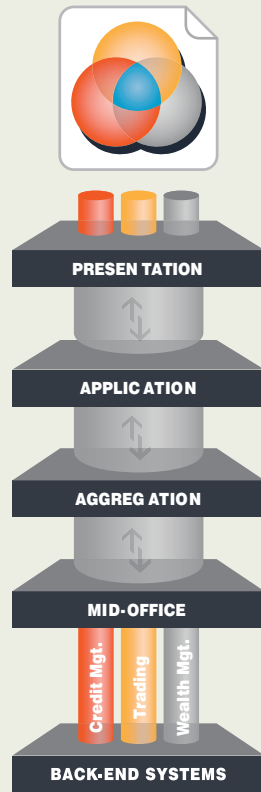 PRESEN TATION
APPLIC ATION
AGGREG ATION
MID-OFFICE
Credit Mgt.
Trading
Wealth Mgt.
BACK-END SYSTEMS